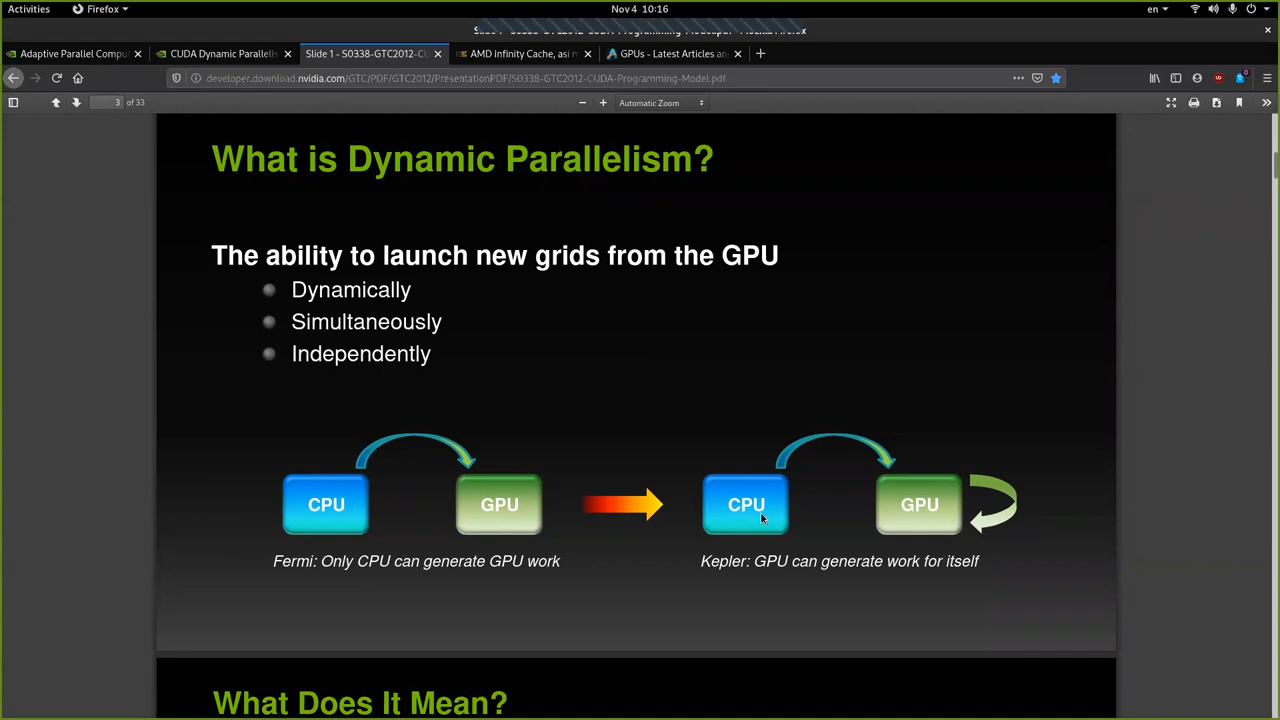 Activities
Firefox
Nov 4 10:16
en
Adaptive Parallel Compu
CUDA Dynamic Parallelis
Slide 1 - S0338-GTC2012-CU
AMD Infinity Cache, así m
GPUs - Latest Articles an
developer.download.nvidia.com/GTC/PDF/GTC2012/PresentationPDF/S0338-GTC2012-CUDA-Programming-Model.pdf
3 of 33
Automatic Zoom
What is Dynamic Parallelism?
The ability to launch new grids from the GPU
Dynamically
Simultaneously
Independently
CPU
GPU
CPU
GPU
Fermi: Only CPU can generate GPU work
Kepler: GPU can generate work for itself
What Does It Mean?